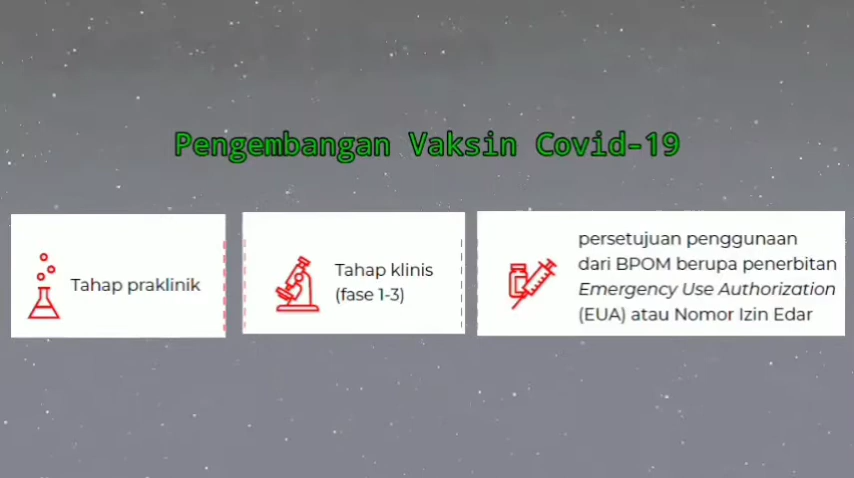 Pengembangan Vaksin Covid-19
Tahap praklinik
Tahap klinis
(fase 1-3)
persetujuan penggunaan
dari BPOM berupa penerbitan
Emergency Use Authorization
(EUA) atau Nomor Izin Edar